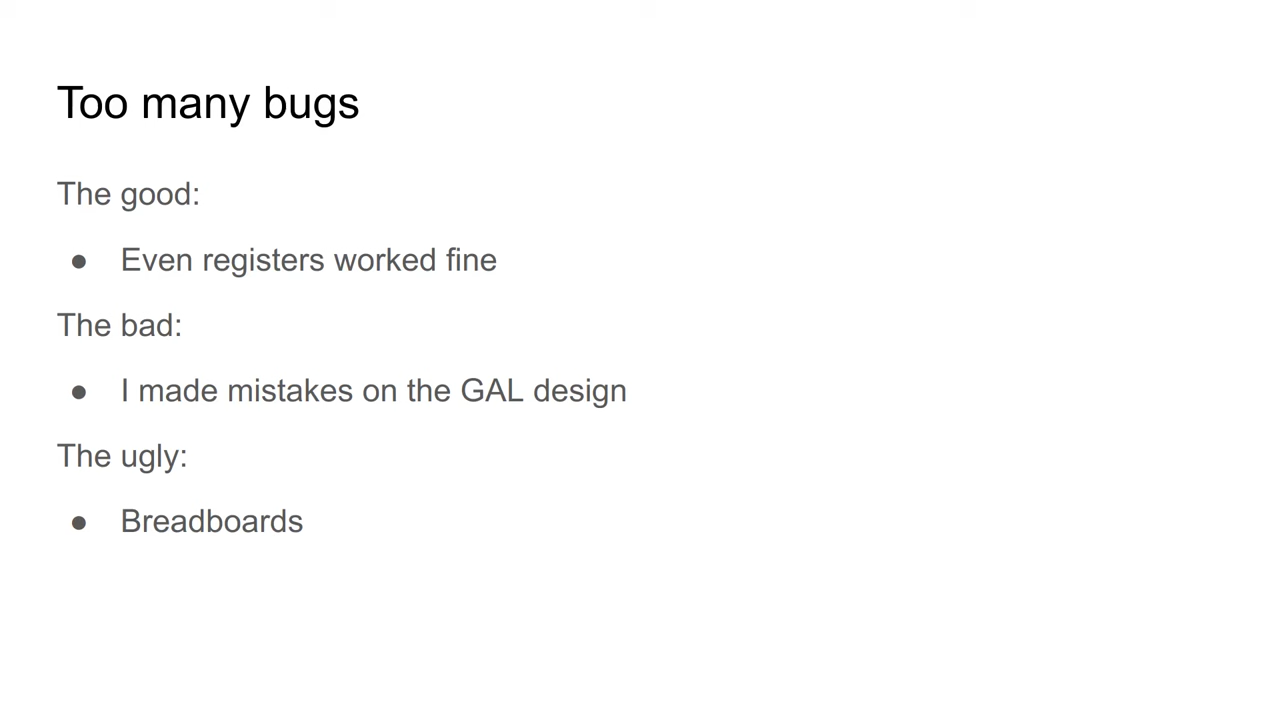 Too many bugs
The good:
● Even registers worked fine
The bad:
● I made mistakes on the GAL design
The ugly:
● Breadboards